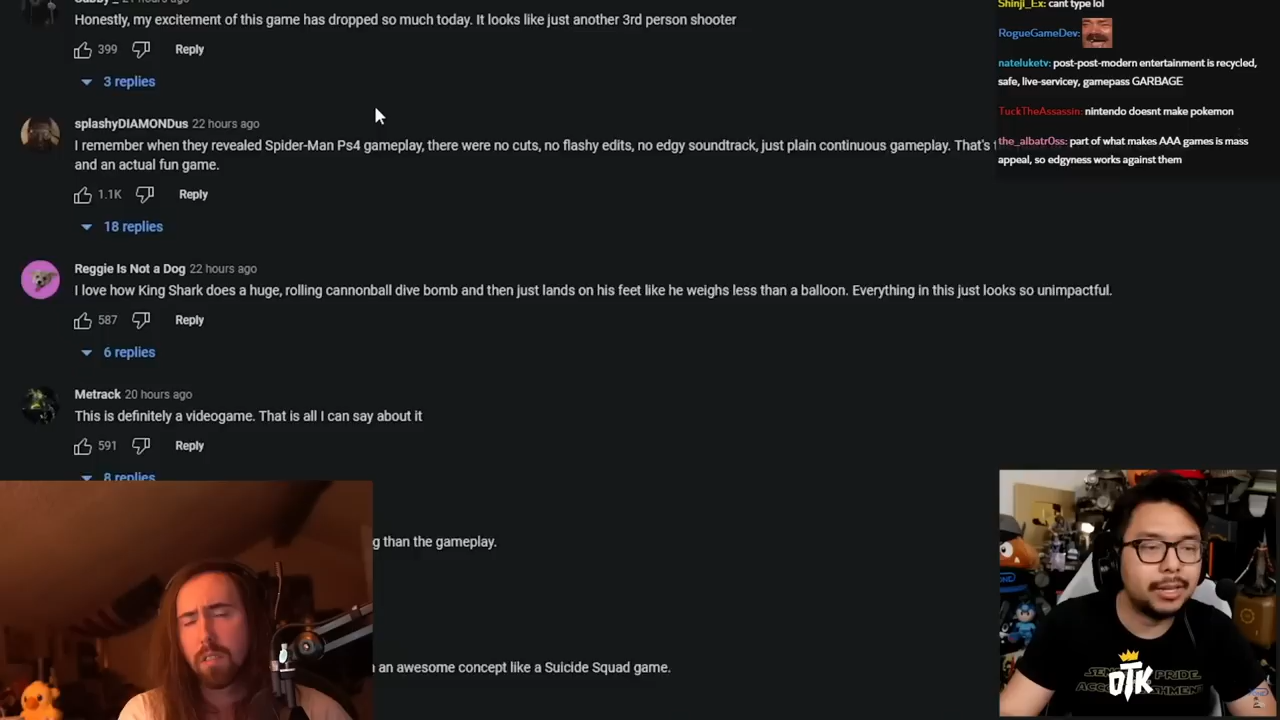 21 hours ago
Honestly, my excitement of this game has dropped so much today. It looks like just another 3rd person shooter
399 Reply
3 replies
splashyDIAMONDus 22 hours ago
I remember when they revealed Spider-Man Ps4 gameplay, there were no cuts, no flashy edits, no edgy soundtrack, just plain continuous gameplay. That's
and an actual fun game.
1.1K Reply
18 replies
Reggie Is Not a Dog 22 hours ago
I love how King Shark does a huge, rolling cannonball dive bomb and then just lands on his feet like he weighs less than a balloon. Everything in this just looks so unimpactful.
587 Reply
6 replies
Metrack 20 hours ago
This is definitely a videogame. That is all I can say about it
591 Reply
8 replies
than the gameplay.
an awesome concept like a Suicide Squad game.
Shinji_Ex: cant type lol
RogueGameDev:
nateluketv: post-post-modern entertainment is recycled,
safe, live-servicey, gamepass GARBAGE
TuckTheAssassin: nintendo doesnt make pokemon
the_albatr0ss: part of what makes AAA games is mass
appeal, so edgyness works against them
PRIDE
DTK